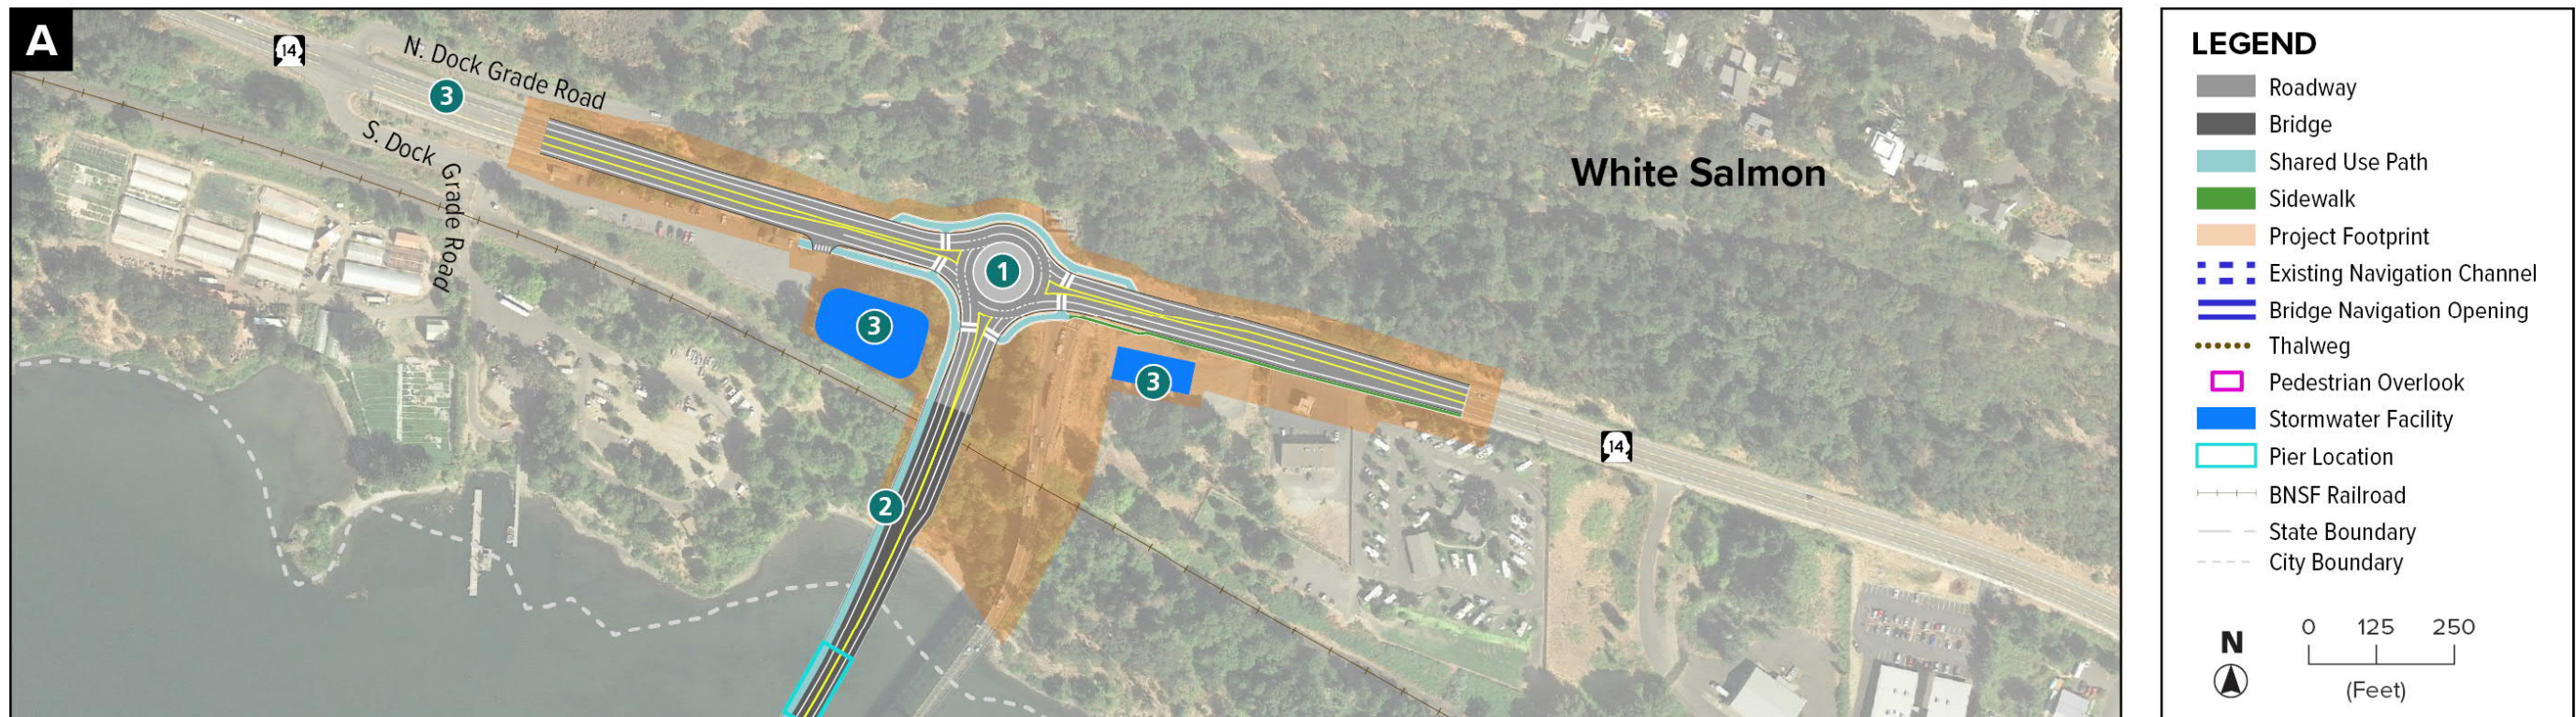 A
14
N. Dock Grade Road
3
S. Dock Grade Road
White Salmon
1
3
3
14
2
LEGEND
Roadway
Bridge
Shared Use Path
Sidewalk
Project Footprint
Existing Navigation Channel
Bridge Navigation Opening
Thalweg
Pedestrian Overlook
Stormwater Facility
Pier Location
BNSF Railroad
State Boundary
City Boundary
N
0 125 250
(Feet)